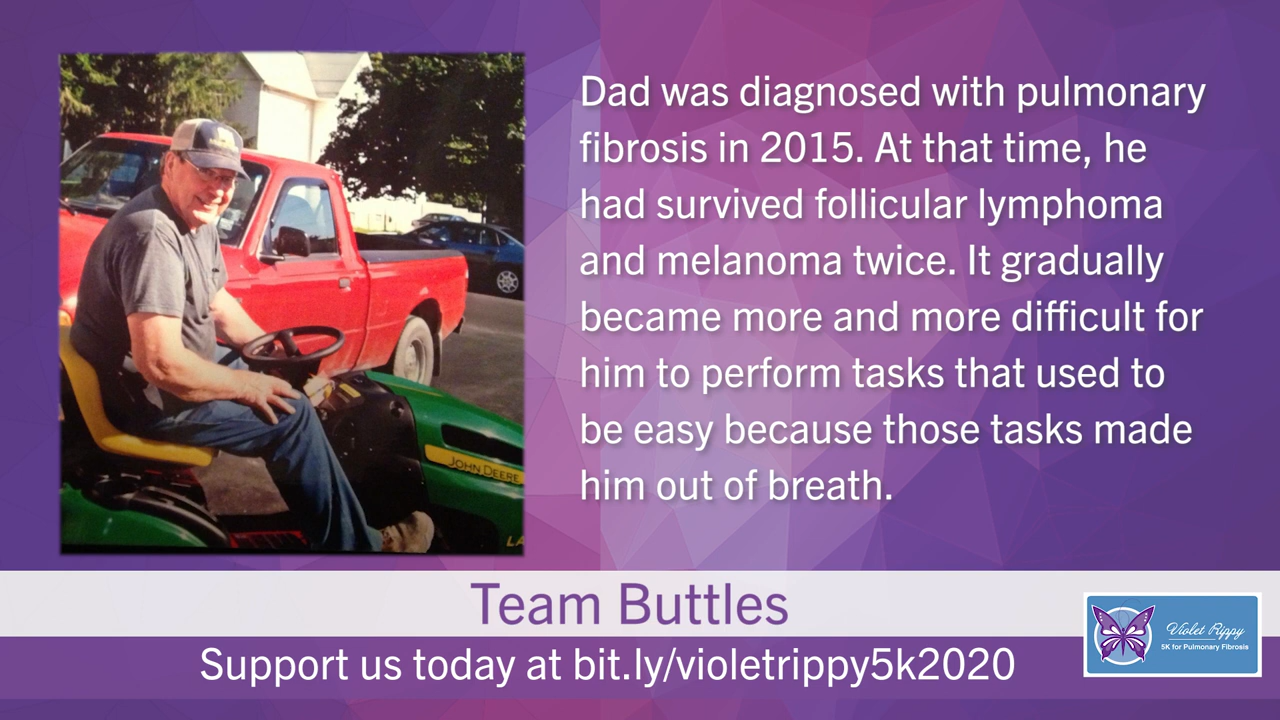 Dad was diagnosed with pulmonary
fibrosis in 2015. At that time, he
had survived follicular lymphoma
and melanoma twice. It gradually
became more and more difficult for
him to perform tasks that used to
be easy because those tasks made
him out of breath.
JOHN DEERE
LA
Team Buttles
Support us today at bit.ly/violetrippy5k2020
Violet Rippy
5K for Pulmonary Fibrosis